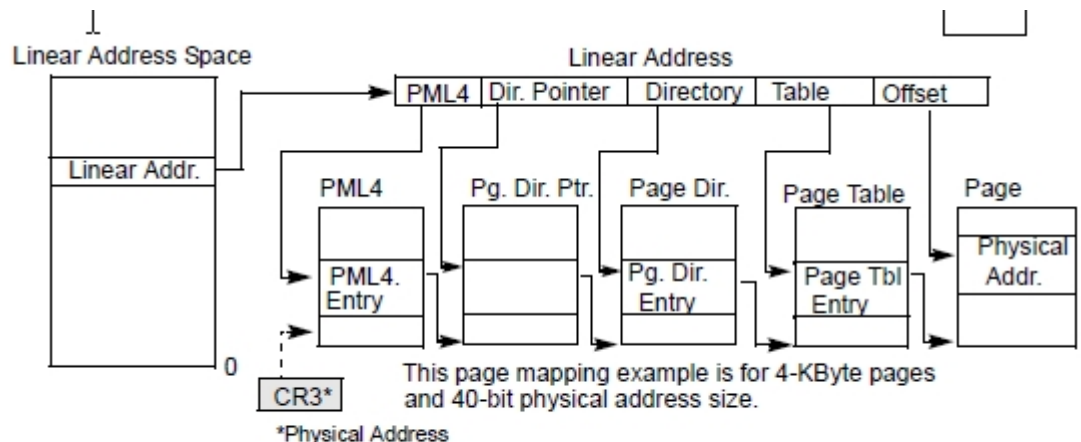 Linear Address Space
Linear Address
PML4 Dir. Pointer Directory Table Offset
Linear Addr.
PML4 Pg. Dir. Ptr. Page Dir. Page Table Page
PML4.
Entry
Pg. Dir.
Entry
Page Tbl
Entry
Physical
Addr.
0
This page mapping example is for 4-KByte pages
and 40-bit physical address size.
CR3*
*Physical Address